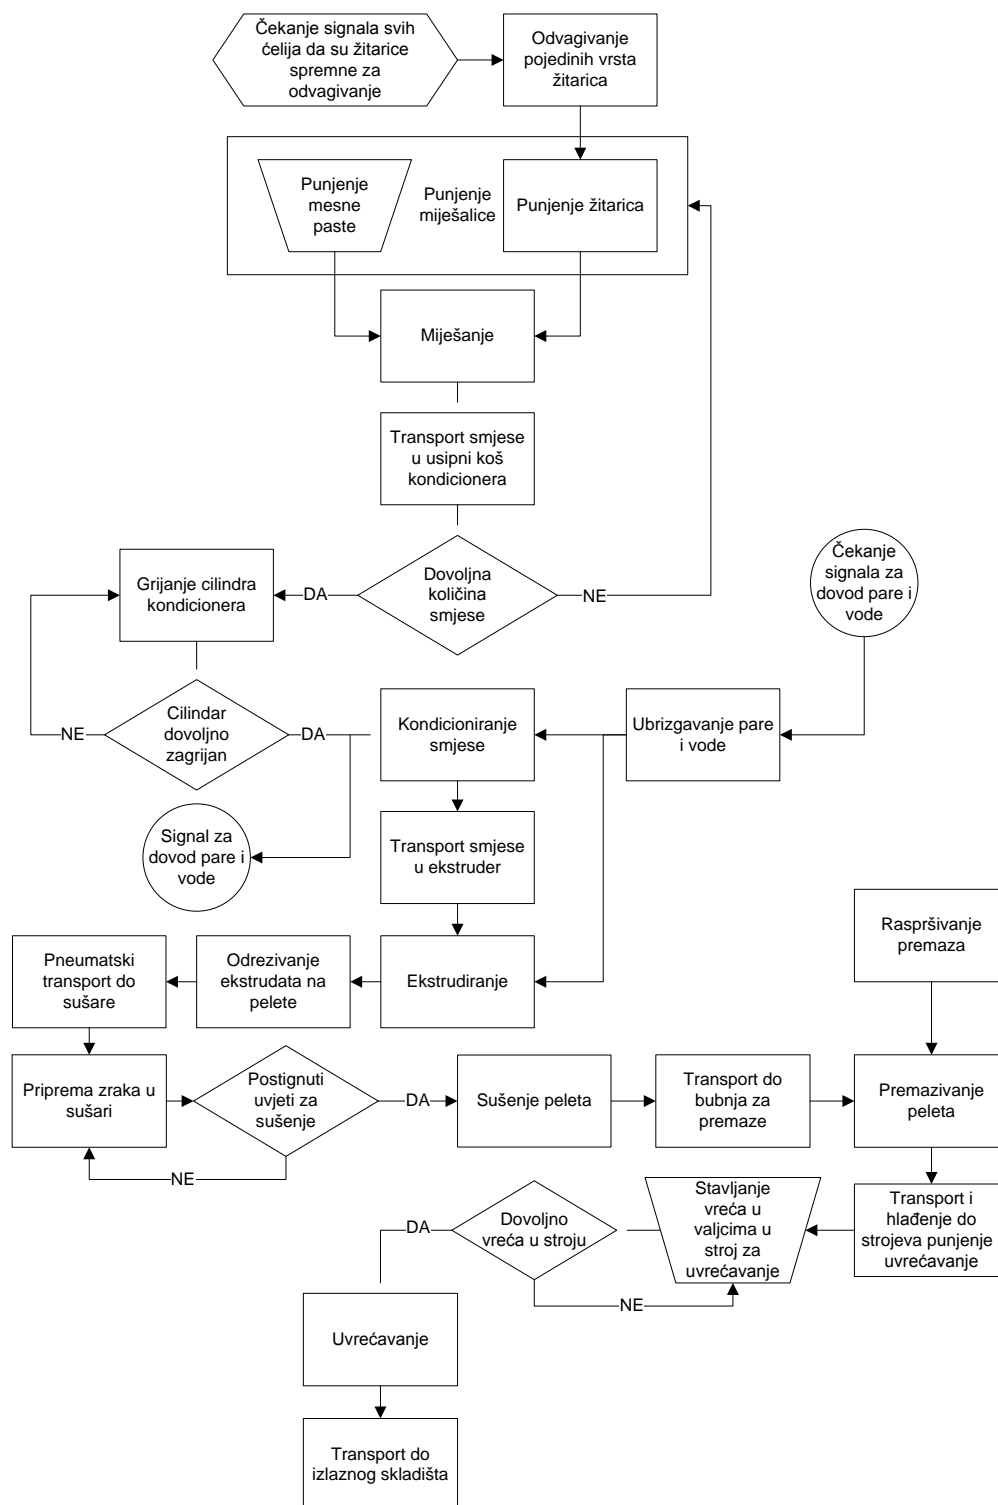 Čekanje signala svih
ćelija da su žitarice
spremne za
odvagivanje
Odvagivanje
pojedinih vrsta
žitarica
Punjenje
mesne
paste
Punjenje
miješalice
Punjenje žitarica
Miješanje
Transport smjese
u usipni koš
kondicionera
Dovoljna
količina
smjese
DA
NE
Grijanje cilindra
kondicionera
Čekanje
signala za
dovod pare i
vode
Cilindar
dovoljno
zagrijan
NE
DA
Kondicioniranje
smjese
Ubrizgavanje pare
i vode
Signal za
dovod pare i
vode
Transport smjese
u ekstruder
Raspršivanje
premaza
Pneumatski
transport do
sušare
Odrezivanje
ekstrudata na
pelete
Ekstrudiranje
Priprema zraka u
sušari
Postignuti
uvjeti za
sušenje
DA
NE
Sušenje peleta
Transport do
bubnja za
premaze
Premazivanje
peleta
Transport i
hlađenje do
strojeva punjenje
uvrećavanje
Stavljanje
vreća u
valjcima u
stroj za
uvrećavanje
Dovoljno
vreća u stroju
DA
NE
Uvrećavanje
Transport do
izlaznog skladišta